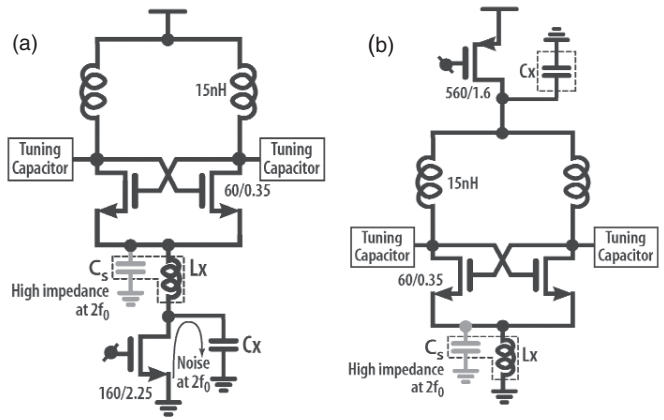 (a)
15nH
Tuning
Capacitor
Tuning
Capacitor
60/0.35
Cs
Lx
High impedance
at 2f0
Noise
at 2f0
Cx
160/2.25
(b)
Cx
560/1.6
15nH
Tuning
Capacitor
Tuning
Capacitor
60/0.35
Cs
Lx
High impedance
at 2f0